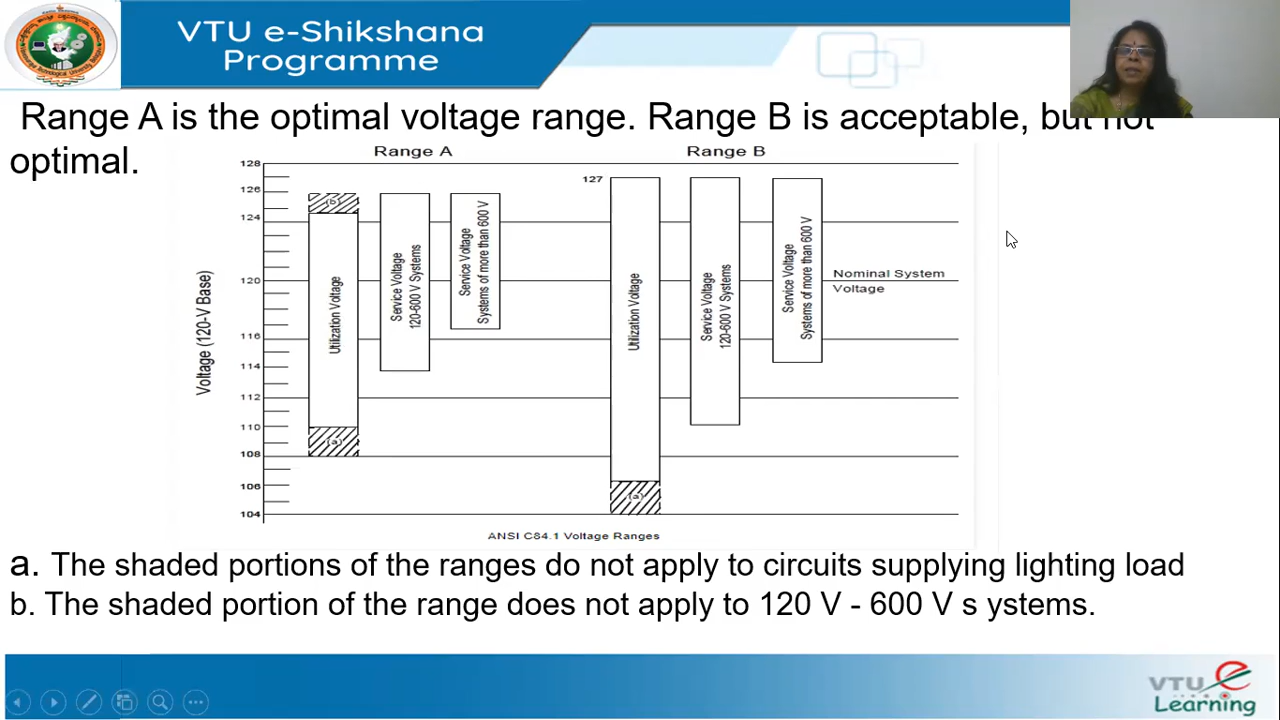 VTU e-Shikshana
Programme
Range A is the optimal voltage range. Range B is acceptable, but not
optimal.
Range A
Range B
128
126
124
120
116
114
112
110
108
106
104
Voltage (120-V Base)
(b)
Utilization Voltage
(a)
Service Voltage
120-600 V Systems
Service Voltage
Systems of more than 600 V
127
Utilization Voltage
(a)
Service Voltage
120-600 V Systems
Service Voltage
Systems of more than 600 V
Nominal System
Voltage
ANSI C84.1 Voltage Ranges
a. The shaded portions of the ranges do not apply to circuits supplying lighting load
b. The shaded portion of the range does not apply to 120 V - 600 V s ystems.
VTU e
Learning